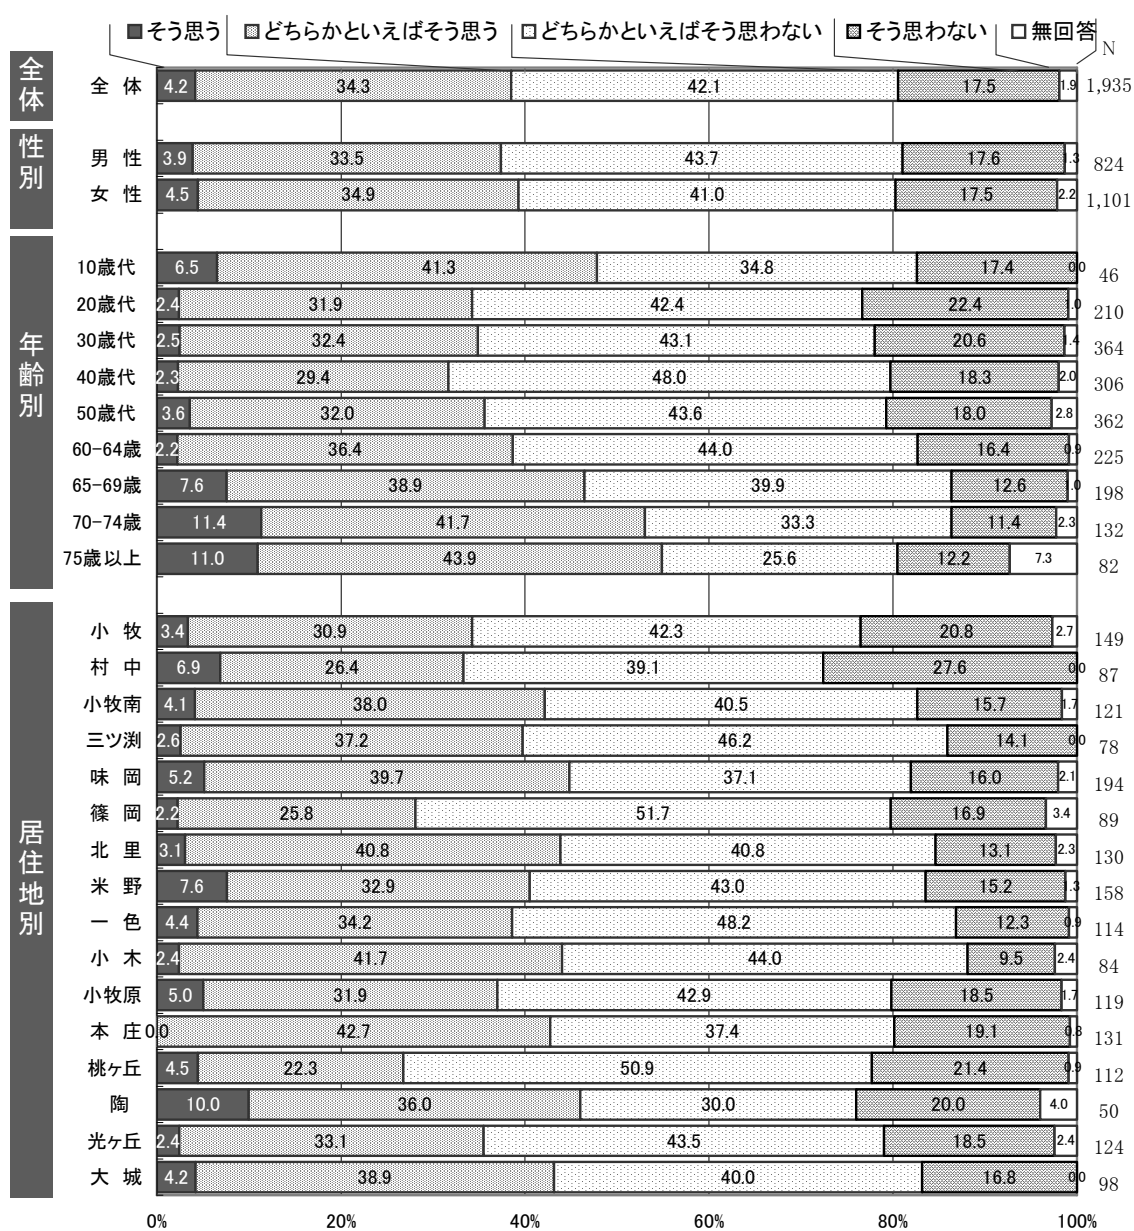 ■そう思う □どちらかといえばそう思う □どちらかといえばそう思わない ■そう思わない □無回答
N
全体
全 体 4.2 34.3 42.1 17.5 1.9 1,935
性別
男 性 3.9 33.5 43.7 17.6 1.3 824
女 性 4.5 34.9 41.0 17.5 2.2 1,101
年齢別
10歳代 6.5 41.3 34.8 17.4 0.0 46
20歳代 2.4 31.9 42.4 22.4 1.0 210
30歳代 2.5 32.4 43.1 20.6 1.4 364
40歳代 2.3 29.4 48.0 18.3 2.0 306
50歳代 3.6 32.0 43.6 18.0 2.8 362
60-64歳 2.2 36.4 44.0 16.4 0.9 225
65-69歳 7.6 38.9 39.9 12.6 1.0 198
70-74歳 11.4 41.7 33.3 11.4 2.3 132
75歳以上 11.0 43.9 25.6 12.2 7.3 82
居住地別
小 牧 3.4 30.9 42.3 20.8 2.7 149
村 中 6.9 26.4 39.1 27.6 0.0 87
小牧南 4.1 38.0 40.5 15.7 1.7 121
三ツ渕 2.6 37.2 46.2 14.1 0.0 78
味 岡 5.2 39.7 37.1 16.0 2.1 194
篠 岡 2.2 25.8 51.7 16.9 3.4 89
北 里 3.1 40.8 40.8 13.1 2.3 130
米 野 7.6 32.9 43.0 15.2 1.3 158
一 色 4.4 34.2 48.2 12.3 0.9 114
小 木 2.4 41.7 44.0 9.5 2.4 84
小牧原 5.0 31.9 42.9 18.5 1.7 119
本 庄 0.0 42.7 37.4 19.1 0.8 131
桃ヶ丘 4.5 22.3 50.9 21.4 0.9 112
陶 10.0 36.0 30.0 20.0 4.0 50
光ヶ丘 2.4 33.1 43.5 18.5 2.4 124
大 城 4.2 38.9 40.0 16.8 0.0 98
0% 20% 40% 60% 80% 100%